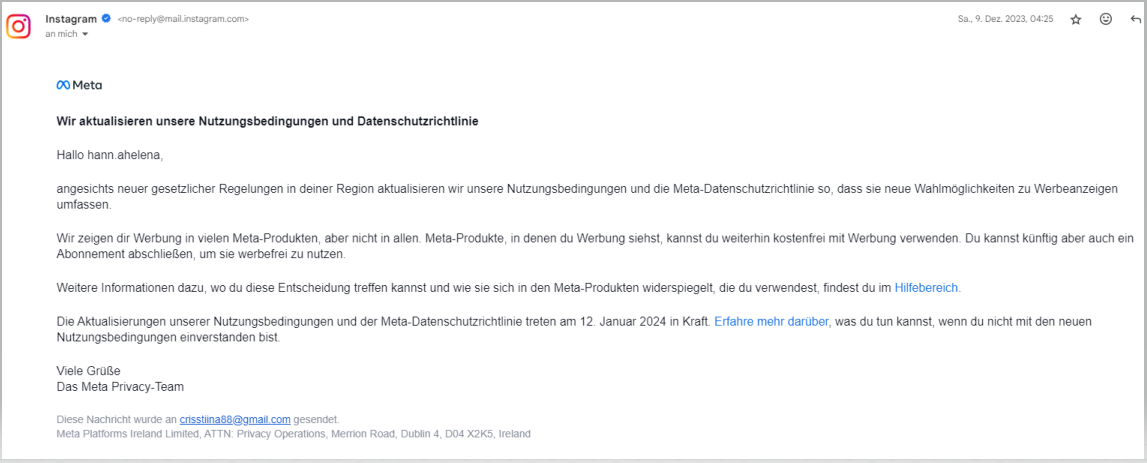 Instagram <no-reply@mail.instagram.com> Sa., 9. Dez. 2023, 04:25
an mich
Meta
Wir aktualisieren unsere Nutzungsbedingungen und Datenschutzrichtlinie
Hallo hann.ahelena,
angesichts neuer gesetzlicher Regelungen in deiner Region aktualisieren wir unsere Nutzungsbedingungen und die Meta-Datenschutzrichtlinie so, dass sie neue Wahlmöglichkeiten zu Werbeanzeigen
umfassen.
Wir zeigen dir Werbung in vielen Meta-Produkten, aber nicht in allen. Meta-Produkte, in denen du Werbung siehst, kannst du weiterhin kostenfrei mit Werbung verwenden. Du kannst künftig aber auch ein
Abonnement abschließen, um sie werbefrei zu nutzen.
Weitere Informationen dazu, wo du diese Entscheidung treffen kannst und wie sie sich in den Meta-Produkten widerspiegelt, die du verwendest, findest du im Hilfebereich.
Die Aktualisierungen unserer Nutzungsbedingungen und der Meta-Datenschutzrichtlinie treten am 12. Januar 2024 in Kraft. Erfahre mehr darüber, was du tun kannst, wenn du nicht mit den neuen
Nutzungsbedingungen einverstanden bist.
Viele Grüße
Das Meta Privacy-Team
Diese Nachricht wurde an crisstiina88@gmail.com gesendet.
Meta Platforms Ireland Limited, ATTN: Privacy Operations, Merrion Road, Dublin 4, D04 X2K5, Ireland